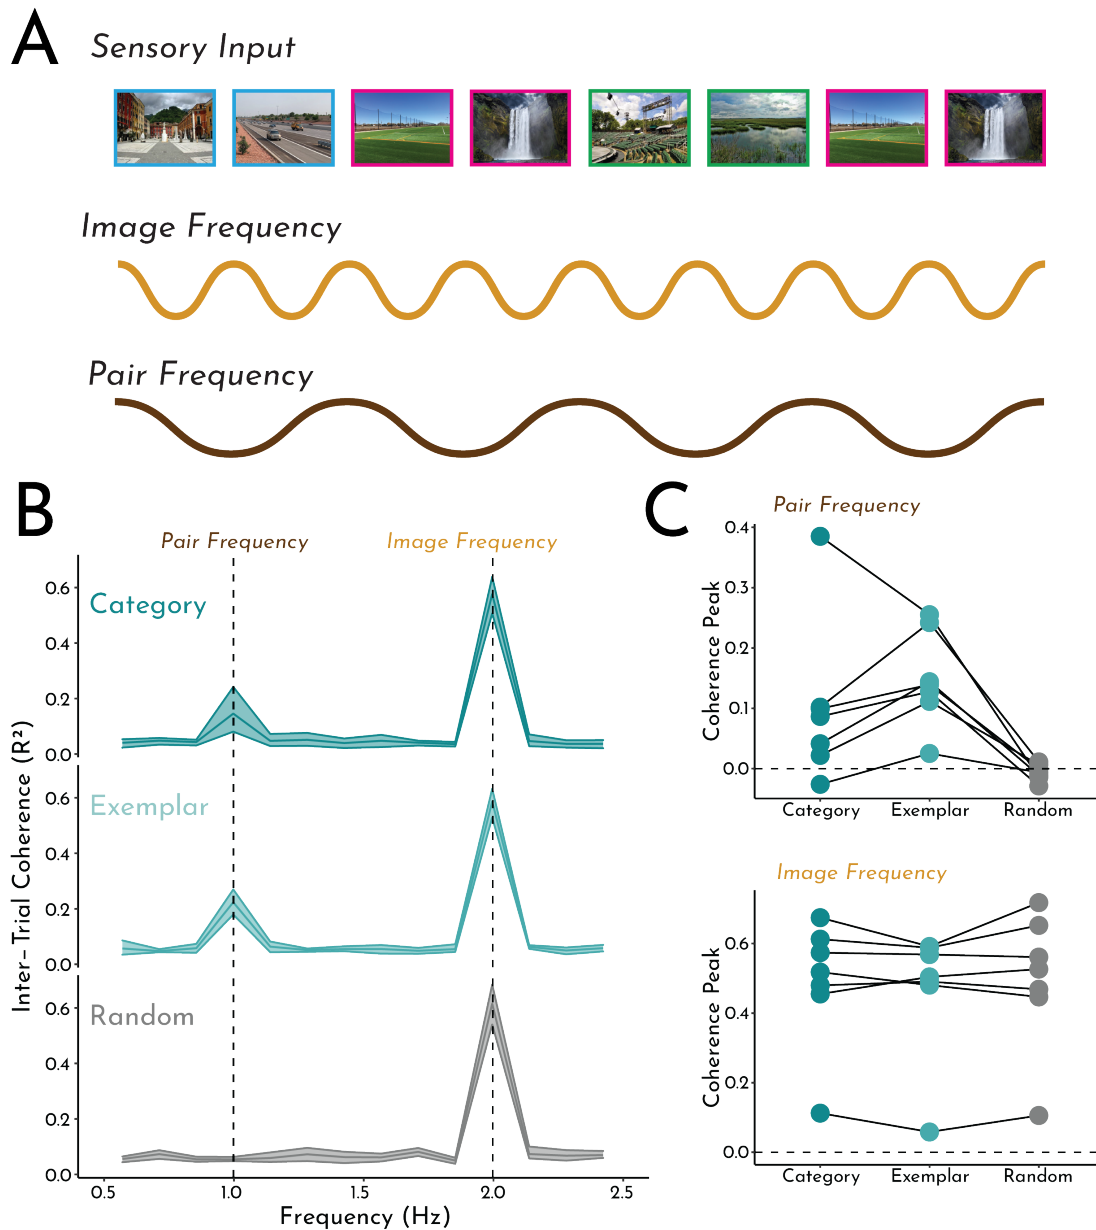 A
Sensory Input
Image Frequency
Pair Frequency
B
Pair Frequency
Image Frequency
Inter-Trial Coherence (R²)
0.6
Category
0.4
0.2
0.0
0.6
Exemplar
0.4
0.2
0.0
0.6
Random
0.4
0.2
0.0
0.5
1.0
1.5
2.0
2.5
Frequency (Hz)
C
Pair Frequency
Coherence Peak
0.4
0.3
0.2
0.1
0.0
Category
Exemplar
Random
Image Frequency
Coherence Peak
0.6
0.4
0.2
0.0
Category
Exemplar
Random